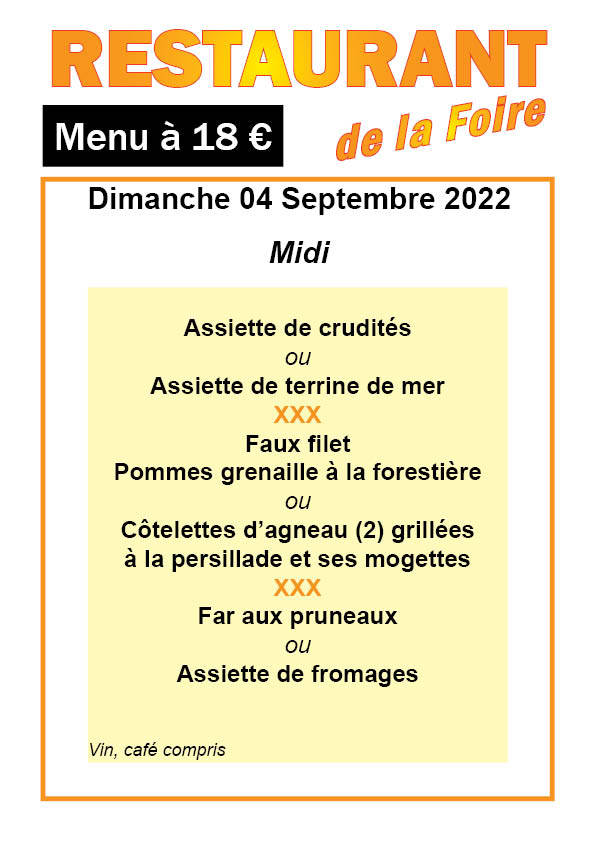 RESTAURANT
de la Foire
Menu à 18 €
Dimanche 04 Septembre 2022
Midi
Assiette de crudités
ou
Assiette de terrine de mer
XXX
Faux filet
Pommes grenaille à la forestière
ou
Côtelettes d’agneau (2) grillées
à la persillade et ses mogettes
XXX
Far aux pruneaux
ou
Assiette de fromages
Vin, café compris